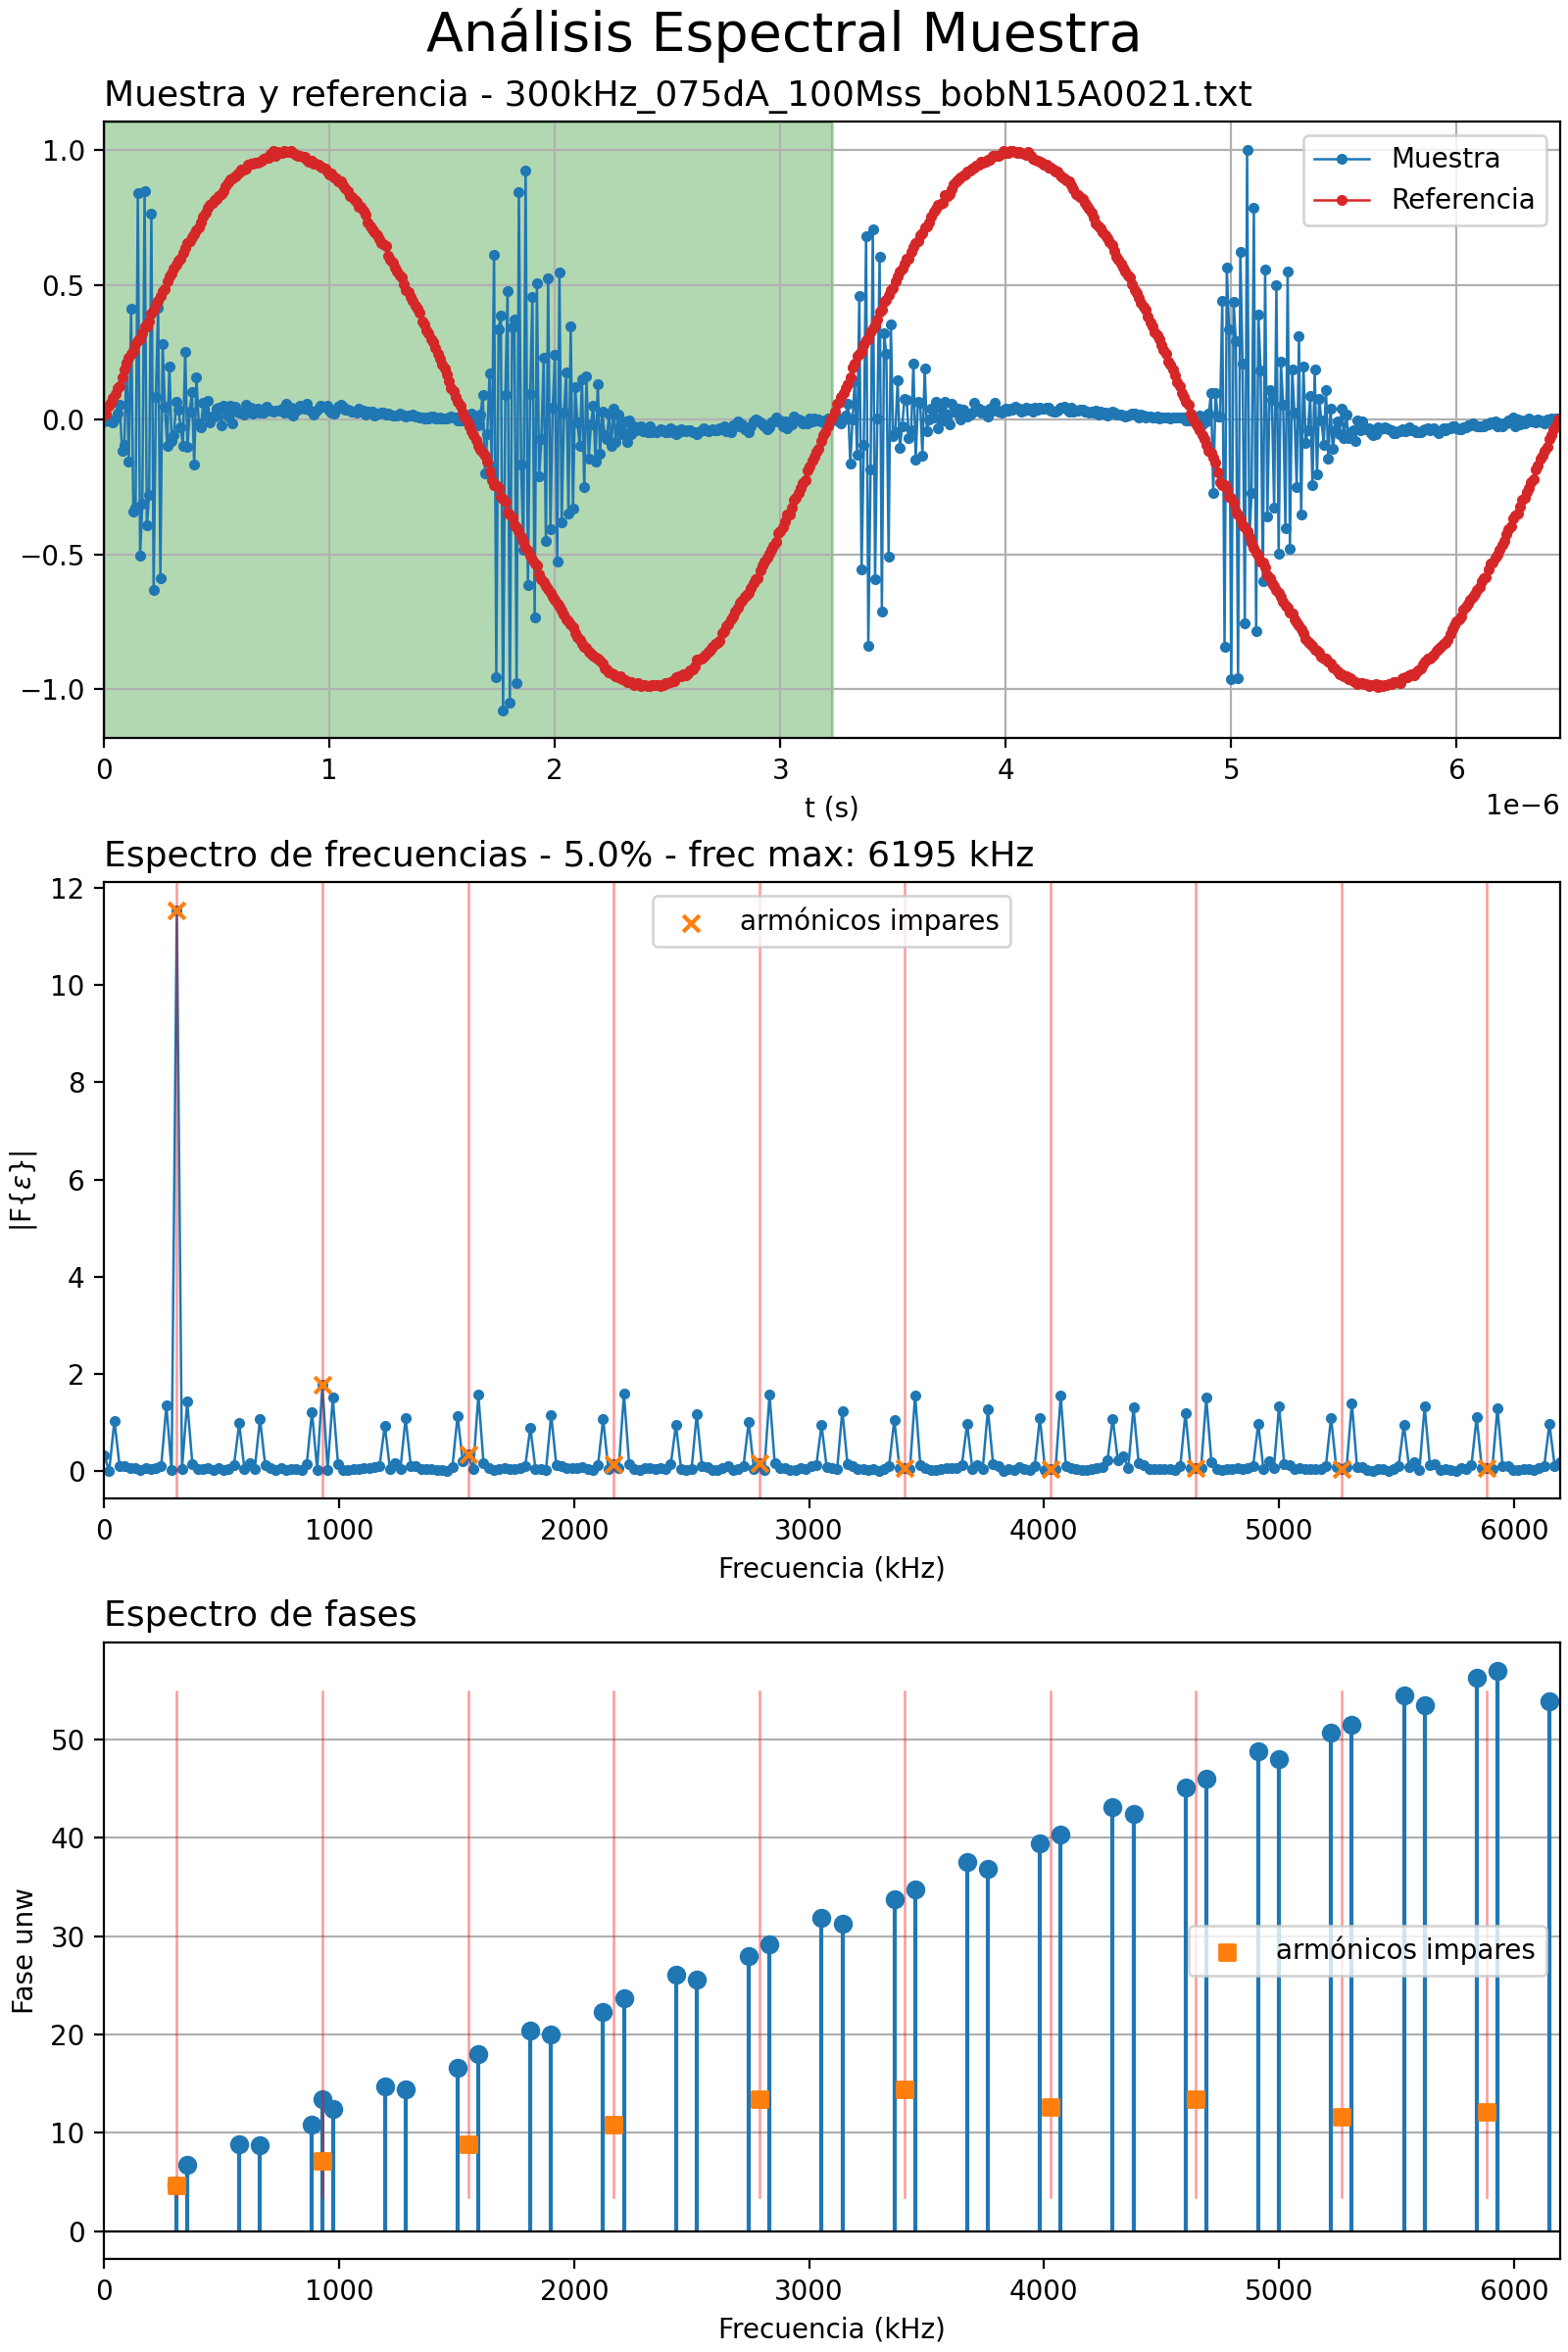 Análisis Espectral Muestra
Muestra y referencia - 300kHz_075dA_100Mss_bobN15A0021.txt
1.0
0.5
0.0
−0.5
−1.0
Muestra
Referencia
0 1 2 3 4 5 6
t (s)
1e−6
Espectro de frecuencias - 5.0% - frec max: 6195 kHz
12
10
8
6
4
2
0
|F{ε}|
armónicos impares
0 1000 2000 3000 4000 5000 6000
Frecuencia (kHz)
Espectro de fases
50
40
30
20
10
0
Fase unw
armónicos impares
0 1000 2000 3000 4000 5000 6000
Frecuencia (kHz)